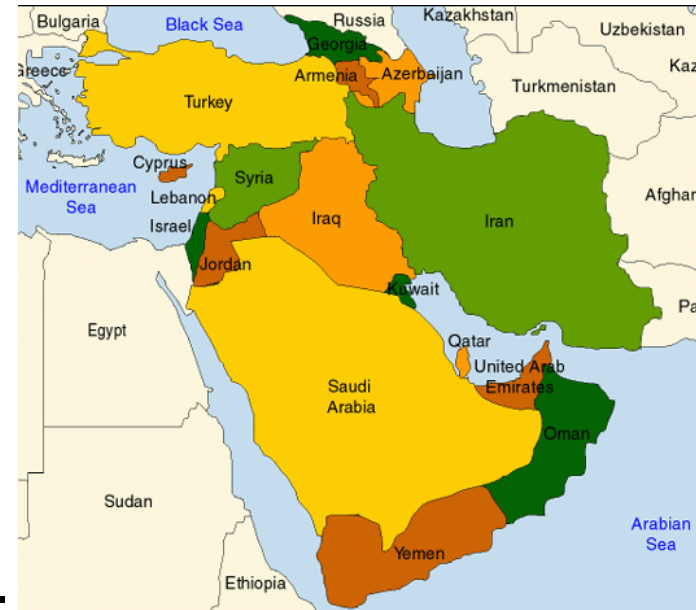 Bulgaria
Black Sea
Russia
Kazakhstan
Uzbekistan
Georgia
Greece
Armenia
Azerbaijan
Kaz
Turkmenistan
Turkey
Cyprus
Syria
Mediterranean
Sea
Lebanon
Afghar
Israel
Iraq
Iran
Jordan
Kuwait
Pa
Egypt
Qatar
United Arab
Emirates
Saudi
Arabia
Oman
Sudan
Arabian
Sea
Yemen
Ethiopia